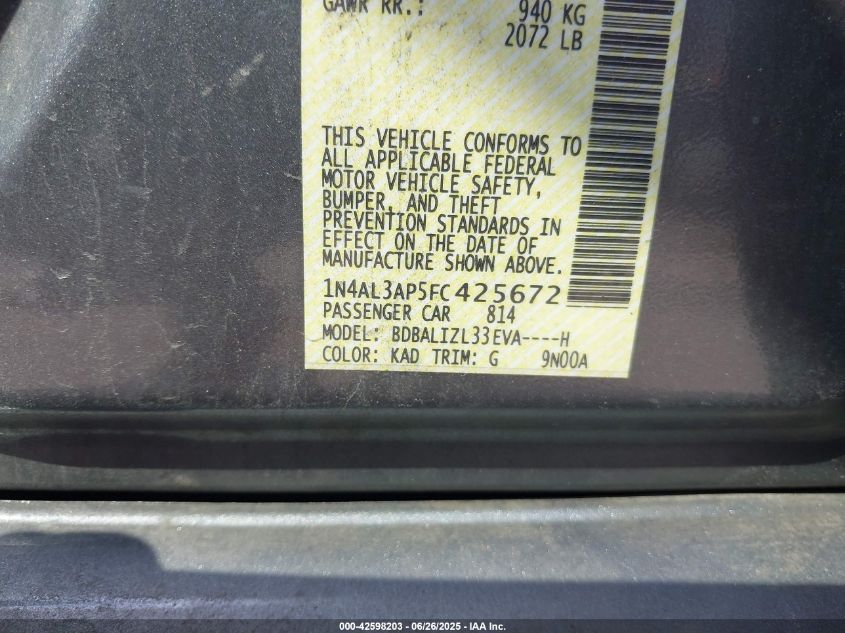 GAWR RR.: 940 KG
2072 LB
THIS VEHICLE CONFORMS TO
ALL APPLICABLE FEDERAL
MOTOR VEHICLE SAFETY,
BUMPER, AND THEFT
PREVENTION STANDARDS IN
EFFECT ON THE DATE OF
MANUFACTURE SHOWN ABOVE.
1N4AL3AP5FC425672
PASSENGER CAR 814
MODEL: BDBALIZL33EVA----H
COLOR: KAD TRIM: G 9N00A
000-42598203 - 06/26/2025 - IAA Inc.